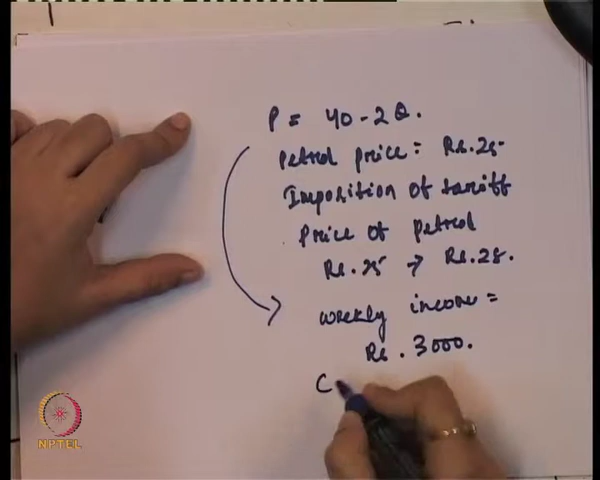 P = 40 - 2Q.
Petrol price = Rs. 25
Imposition of tariff
Price of petrol
Rs. 25 → Rs. 28.
weekly income =
Rs. 3000.
C
NPTEL